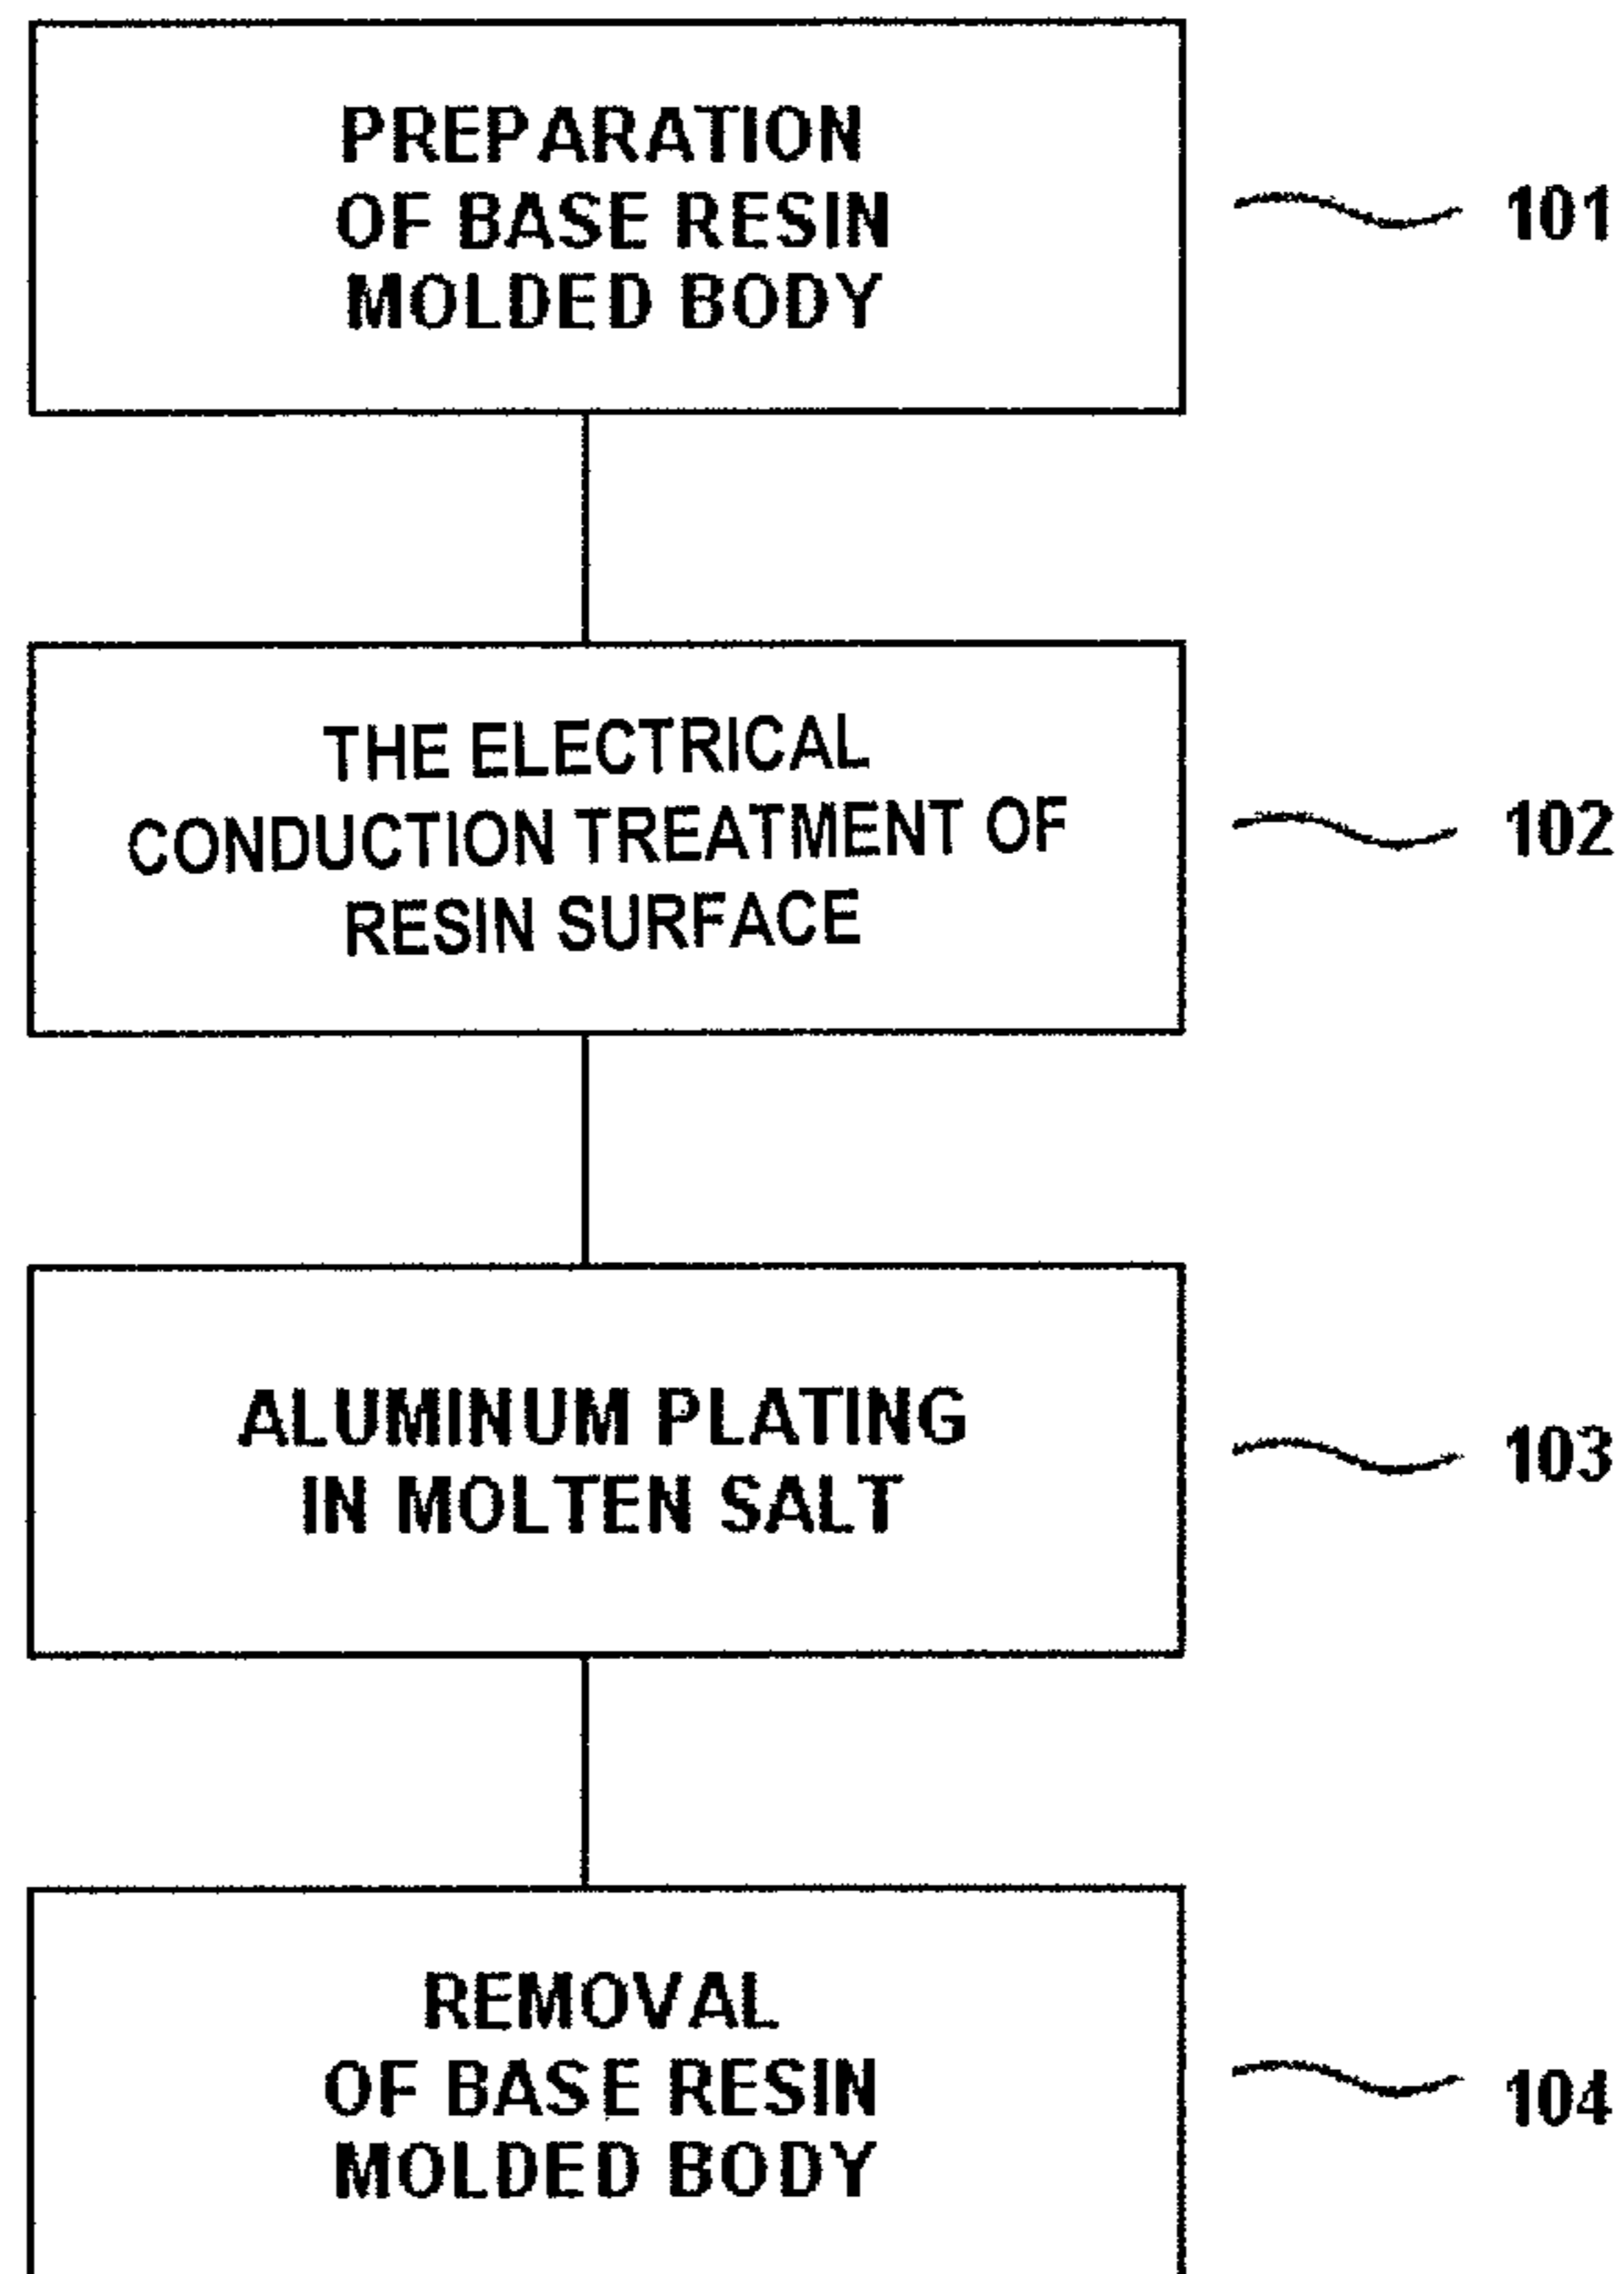 PREPARATION
OF BASE RESIN
MOLDED BODY
101
THE ELECTRICAL
CONDUCTION TREATMENT OF
RESIN SURFACE
102
ALUMINUM PLATING
IN MOLTEN SALT
103
REMOVAL
OF BASE RESIN
MOLDED BODY
104